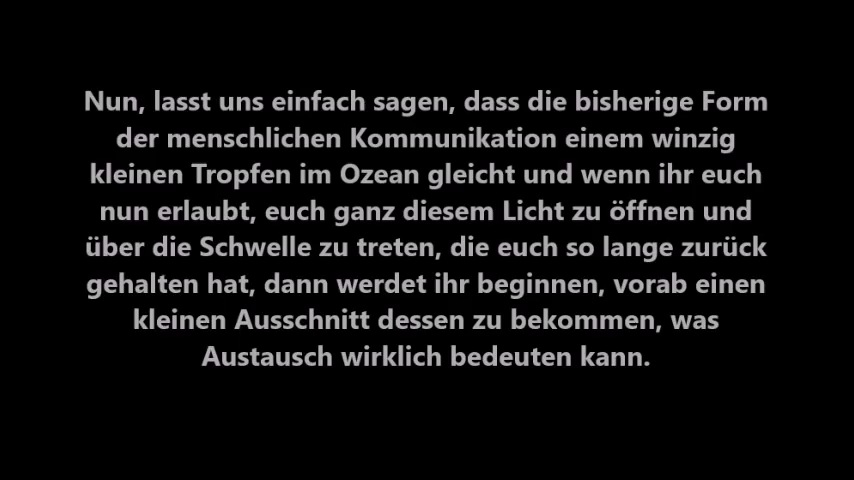 Nun, lasst uns einfach sagen, dass die bisherige Form
der menschlichen Kommunikation einem winzig
kleinen Tropfen im Ozean gleicht und wenn ihr euch
nun erlaubt, euch ganz diesem Licht zu öffnen und
über die Schwelle zu treten, die euch so lange zurück
gehalten hat, dann werdet ihr beginnen, vorab einen
kleinen Ausschnitt dessen zu bekommen, was
Austausch wirklich bedeuten kann.